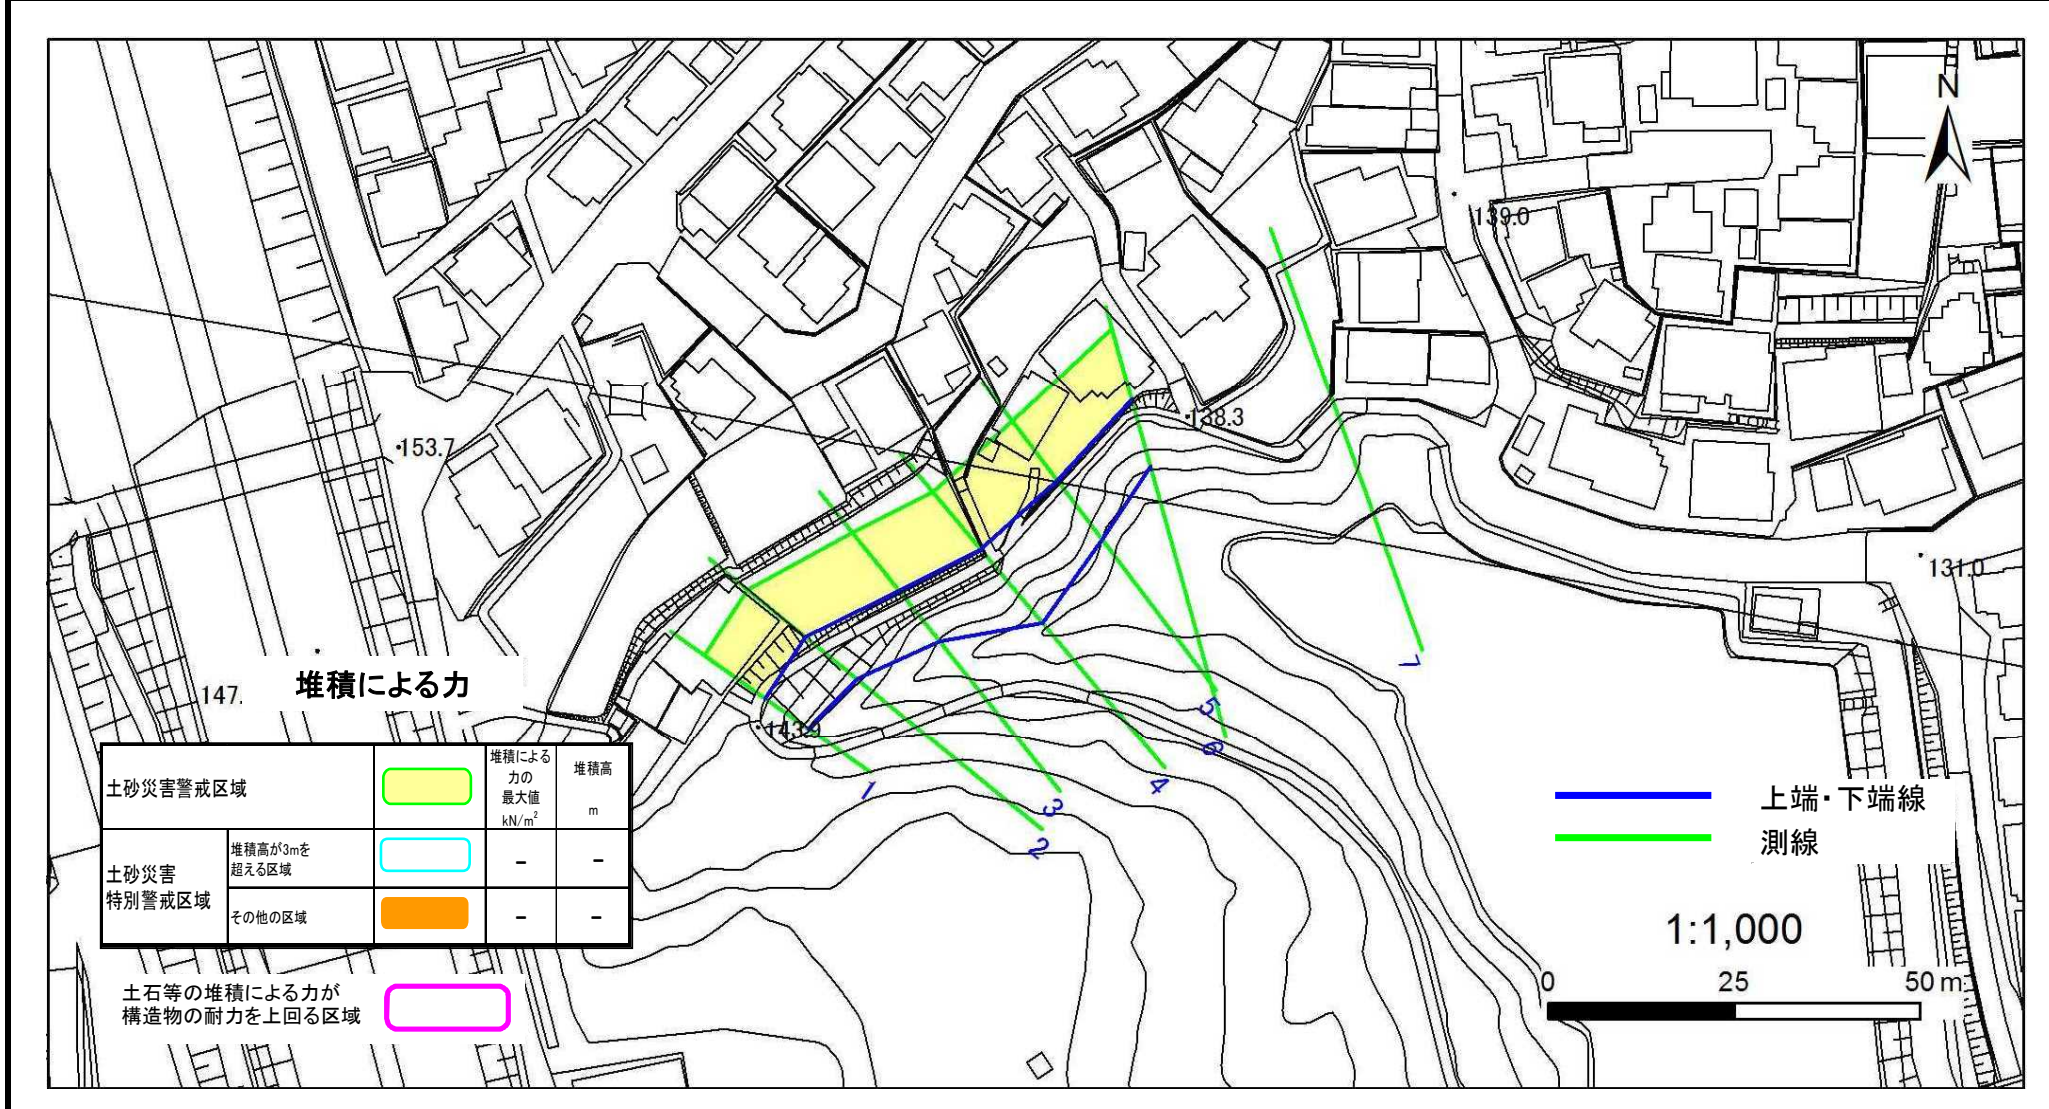 N
139.0
138.3
153.7
131.0
147.
143.9
1
2
3
4
5
6
7
堆積による力
土砂災害警戒区域
堆積による
力の
最大値
kN/m²
堆積高
m
土砂災害
特別警戒区域
堆積高が3mを
超える区域
－
－
その他の区域
－
－
土石等の堆積による力が
構造物の耐力を上回る区域
上端・下端線
測線
1:1,000
0 25 50 m